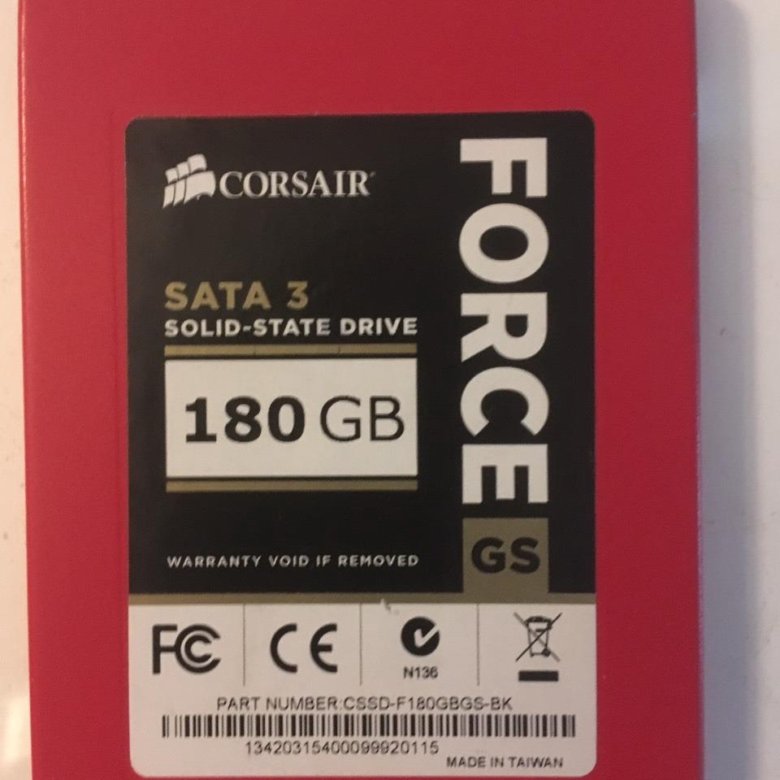 CORSAIR
FORCE
GS
SATA 3
SOLID-STATE DRIVE
180 GB
WARRANTY VOID IF REMOVED
FC
CE
N136
PART NUMBER:CSSD-F180GBGS-BK
13420315400099920115
MADE IN TAIWAN